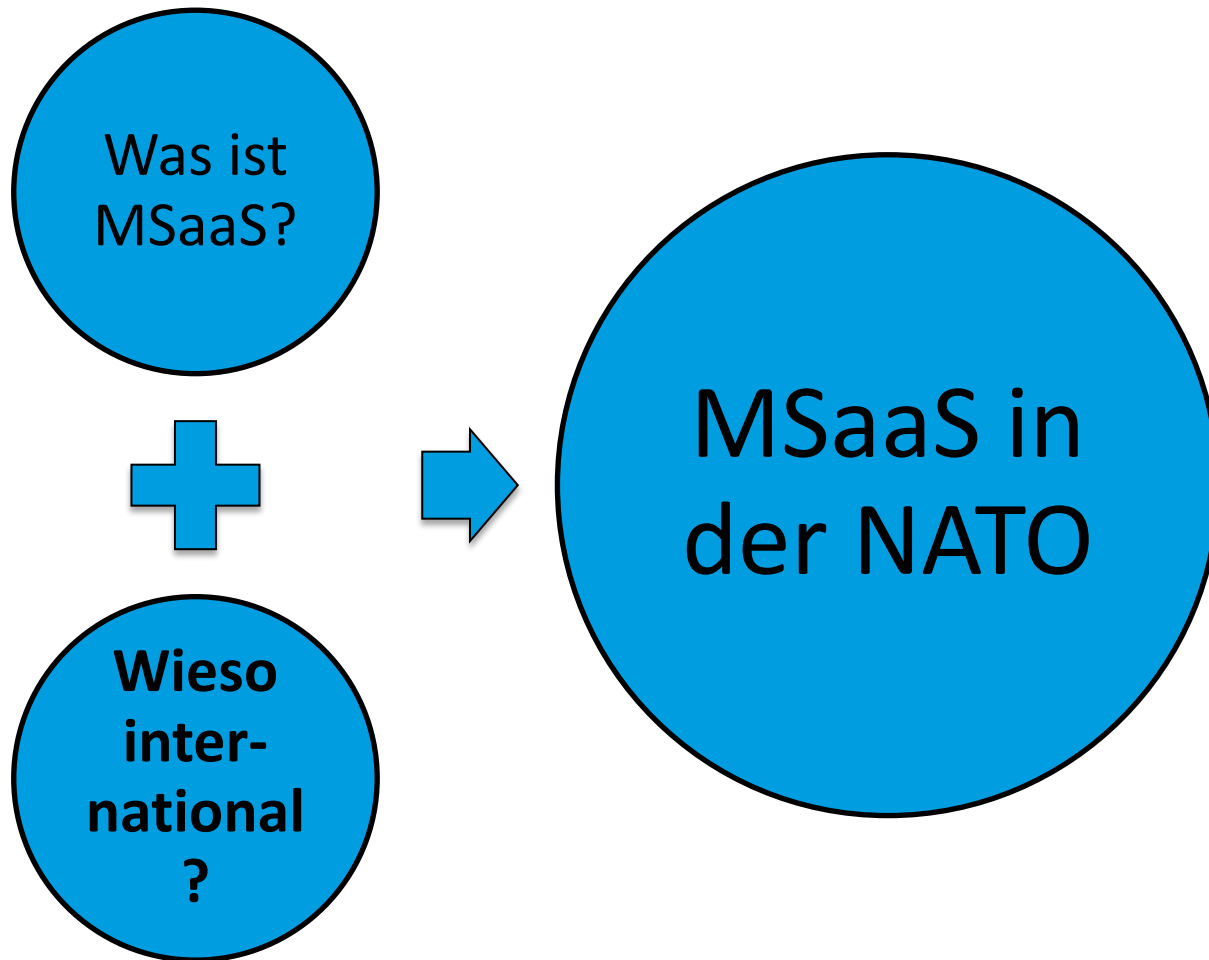 Was ist
MSaaS?
Wieso
inter-
national
?
MSaaS in
der NATO